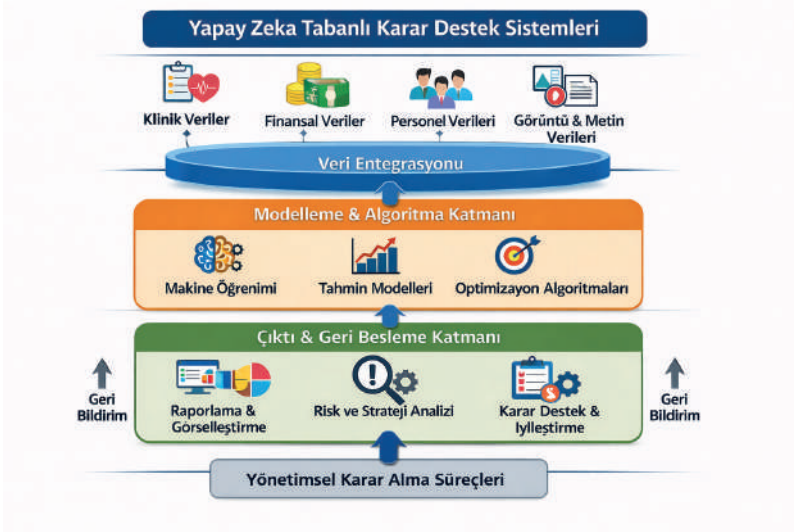 Yapay Zeka Tabanlı Karar Destek Sistemleri
Klinik Veriler
Finansal Veriler
Personel Verileri
Görüntü & Metin
Verileri
Veri Entegrasyonu
Modelleme & Algoritma Katmanı
Makine Öğrenimi
Tahmin Modelleri
Optimizasyon Algoritmaları
Çıktı & Geri Besleme Katmanı
Geri
Bildirim
Raporlama &
Görselleştirme
Risk ve Strateji Analizi
Karar Destek &
İylleştirme
Geri
Bildirim
Yönetimsel Karar Alma Süreçleri